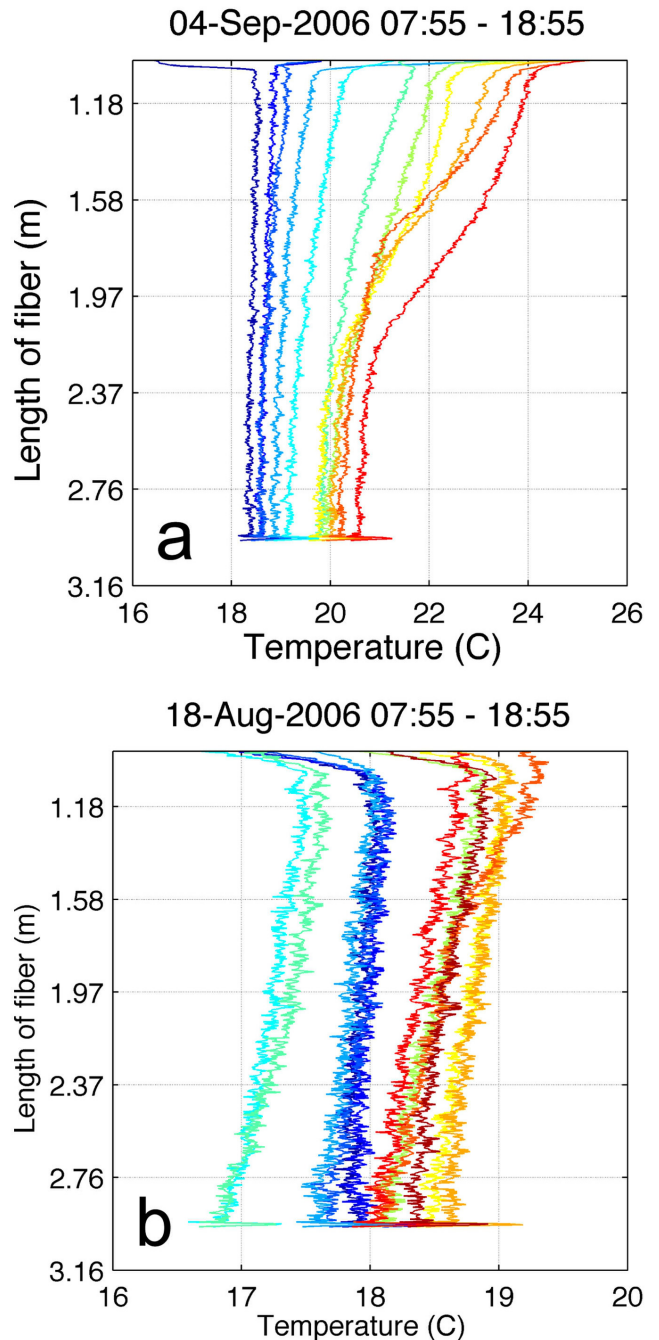 04-Sep-2006 07:55 - 18:55
Length of fiber (m)
1.18
1.58
1.97
2.37
2.76
3.16
a
16 18 20 22 24 26
Temperature (C)
18-Aug-2006 07:55 - 18:55
Length of fiber (m)
1.18
1.58
1.97
2.37
2.76
3.16
b
16 17 18 19 20
Temperature (C)